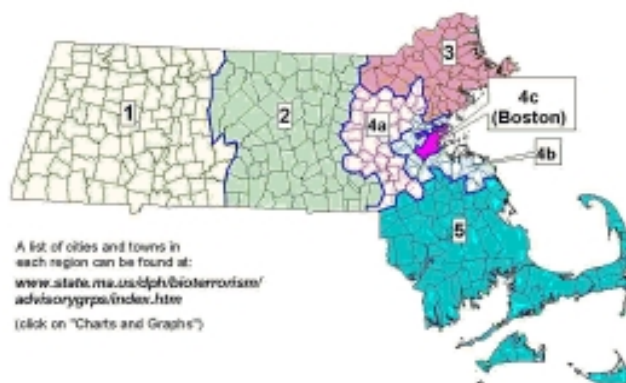 3
4c
(Boston)
1
2
4a
4b
5
A list of cities and towns in
each region can be found at:
www.state.ma.us/dph/bioterrorism/
advisorygrps/index.htm
(click on "Charts and Graphs")